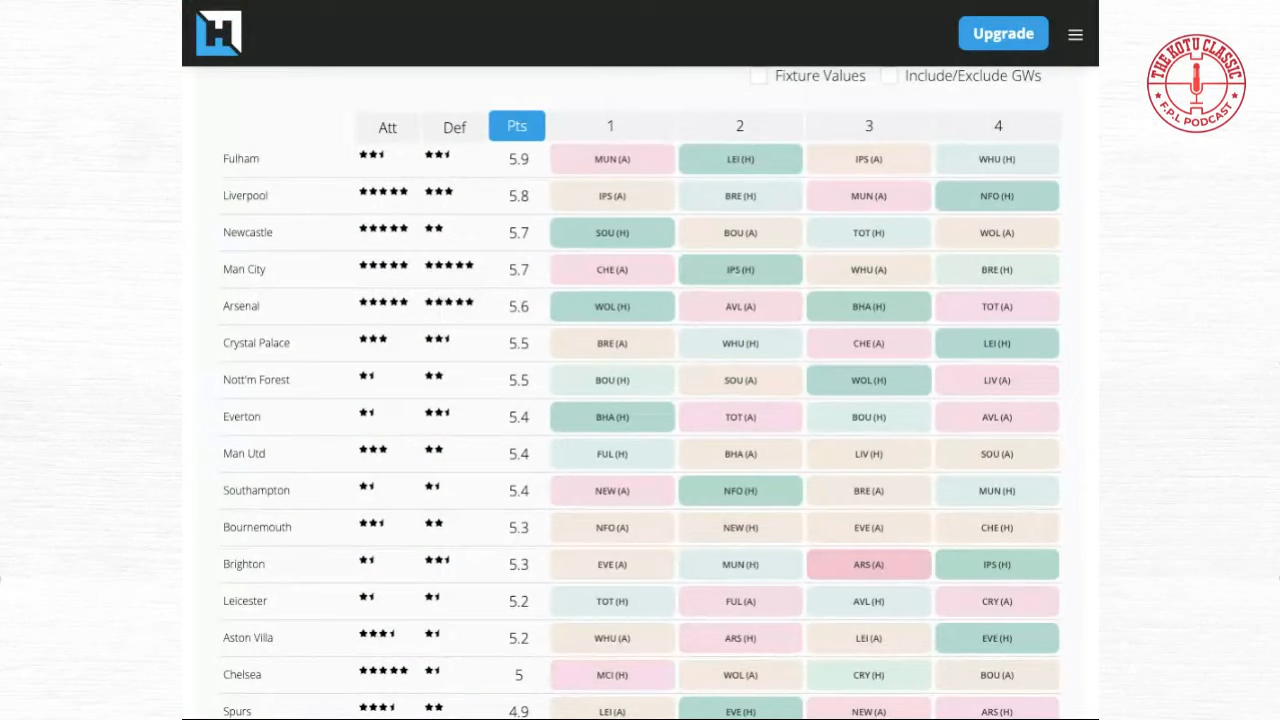 H
Upgrade
THE KOTU CLASSIC
F.P.L PODCAST
Fixture Values Include/Exclude GWs
Att Def Pts 1 2 3 4
Fulham 5.9 MUN (A) LEI (H) IPS (A) WHU (H)
Liverpool 5.8 IPS (A) BRE (H) MUN (A) NFO (H)
Newcastle 5.7 SOU (H) BOU (A) TOT (H) WOL (A)
Man City 5.7 CHE (A) IPS (H) WHU (A) BRE (H)
Arsenal 5.6 WOL (H) AVL (A) BHA (H) TOT (A)
Crystal Palace 5.5 BRE (A) WHU (H) CHE (A) LEI (H)
Nott'm Forest 5.5 BOU (H) SOU (A) WOL (H) LIV (A)
Everton 5.4 BHA (H) TOT (A) BOU (H) AVL (A)
Man Utd 5.4 FUL (H) BHA (A) LIV (H) SOU (A)
Southampton 5.4 NEW (A) NFO (H) BRE (A) MUN (H)
Bournemouth 5.3 NFO (A) NEW (H) EVE (A) CHE (H)
Brighton 5.3 EVE (A) MUN (H) ARS (A) IPS (H)
Leicester 5.2 TOT (H) FUL (A) AVL (H) CRY (A)
Aston Villa 5.2 WHU (A) ARS (H) LEI (A) EVE (H)
Chelsea 5 MCI (H) WOL (A) CRY (H) BOU (A)
Spurs 4.9 LEI (A) EVE (H) NEW (A) ARS (H)